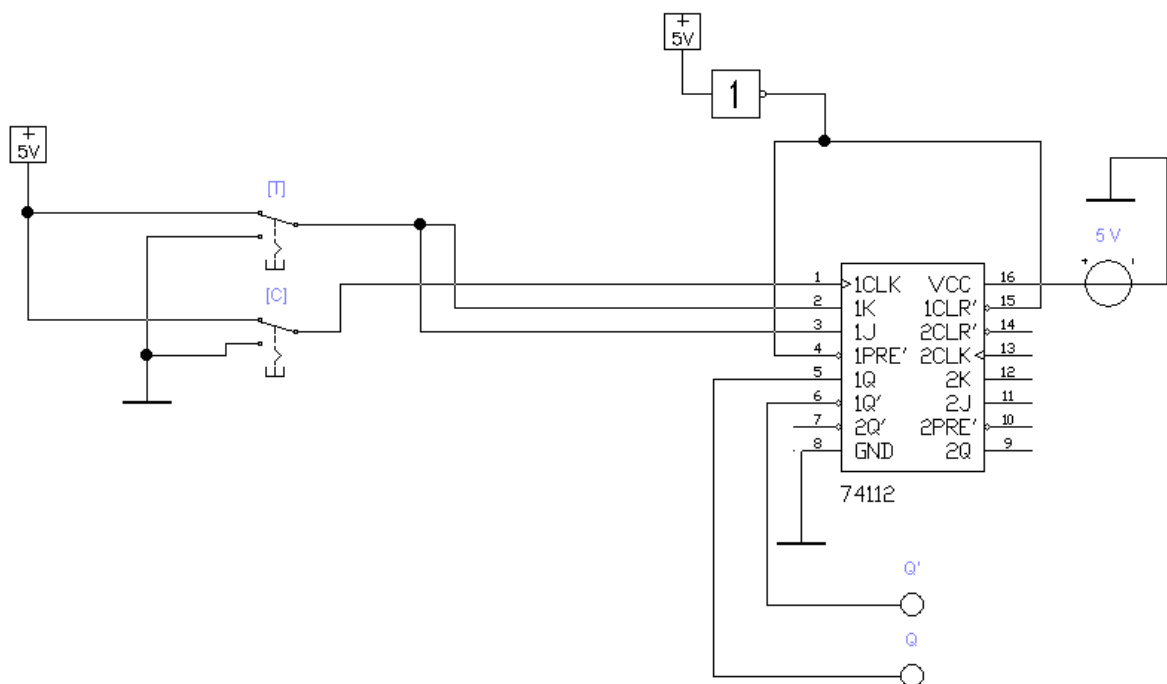 +
5V
1
+
5V
[T]
[C]
5 V
+ -
1 1CLK VCC 16
2 1K 1CLR' 15
3 1J 2CLR' 14
4 1PRE' 2CLK 13
5 1Q 2K 12
6 1Q' 2J 11
7 2Q' 2PRE' 10
8 GND 2Q 9
74112
Q'
Q